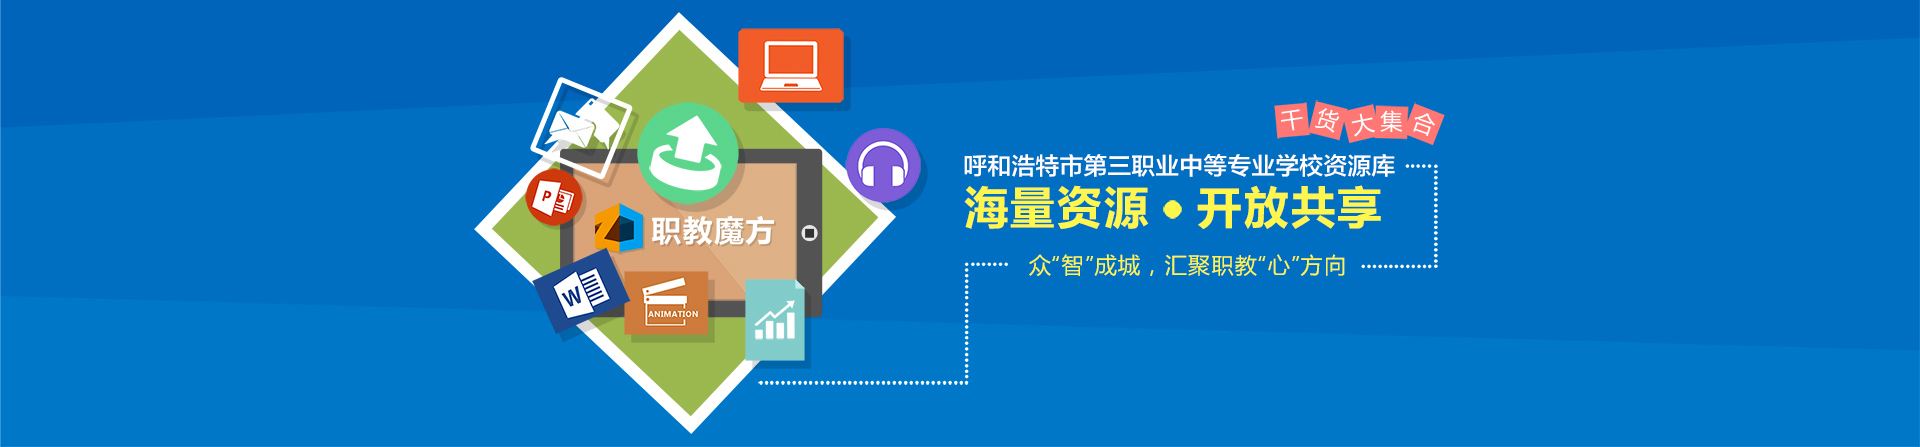 干货大集合
呼和浩特市第三职业中等专业学校资源库
海量资源•开放共享
众“智”成城，汇聚职教“心”方向
职教魔方
P
W
ANIMATION